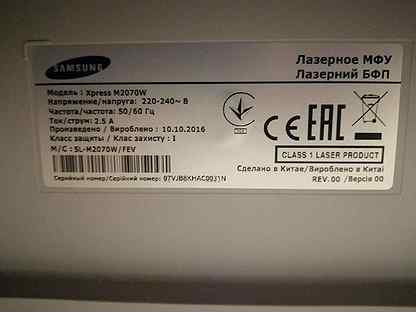 SAMSUNG
Лазерное МФУ
Лазерний БФП
Модель : Xpress M2070W
Напряжение/напруга: 220-240~ В
Частота/частота: 50/60 Гц
Ток/струм: 2.5 А
Произведено / Вироблено : 10.10.2016
Класс защиты / Клас захисту : I
M/C : SL-M2070W/FEV
CE EAC
CLASS 1 LASER PRODUCT
Сделано в Китае/Вироблено в Китаї
REV. 00 /Версія 00
Серийный номер/Серійний номер: 07VJB8KHAC0031N